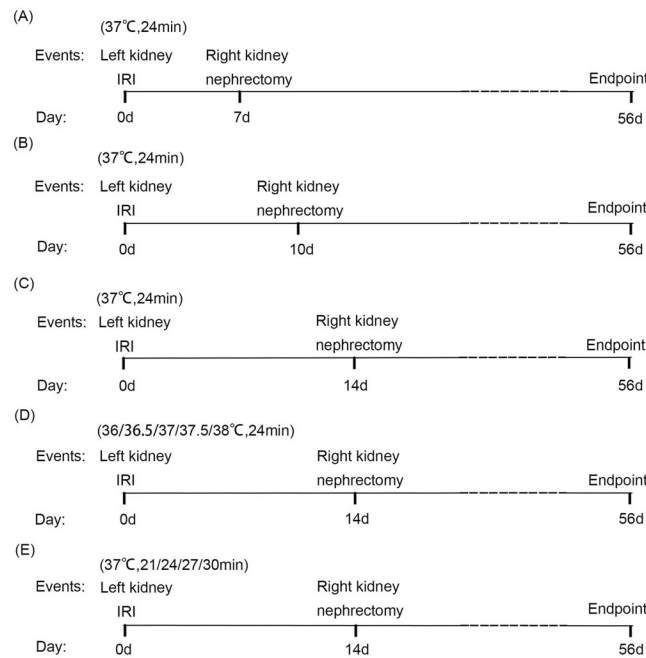 (A)
(37℃,24min)
Events: Left kidney Right kidney
IRI nephrectomy Endpoint
Day: 0d 7d 56d
(B)
(37℃,24min)
Events: Left kidney Right kidney
IRI nephrectomy Endpoint
Day: 0d 10d 56d
(C)
(37℃,24min)
Events: Left kidney Right kidney
IRI nephrectomy Endpoint
Day: 0d 14d 56d
(D)
(36/36.5/37/37.5/38℃,24min)
Events: Left kidney Right kidney
IRI nephrectomy Endpoint
Day: 0d 14d 56d
(E)
(37℃,21/24/27/30min)
Events: Left kidney Right kidney
IRI nephrectomy Endpoint
Day: 0d 14d 56d